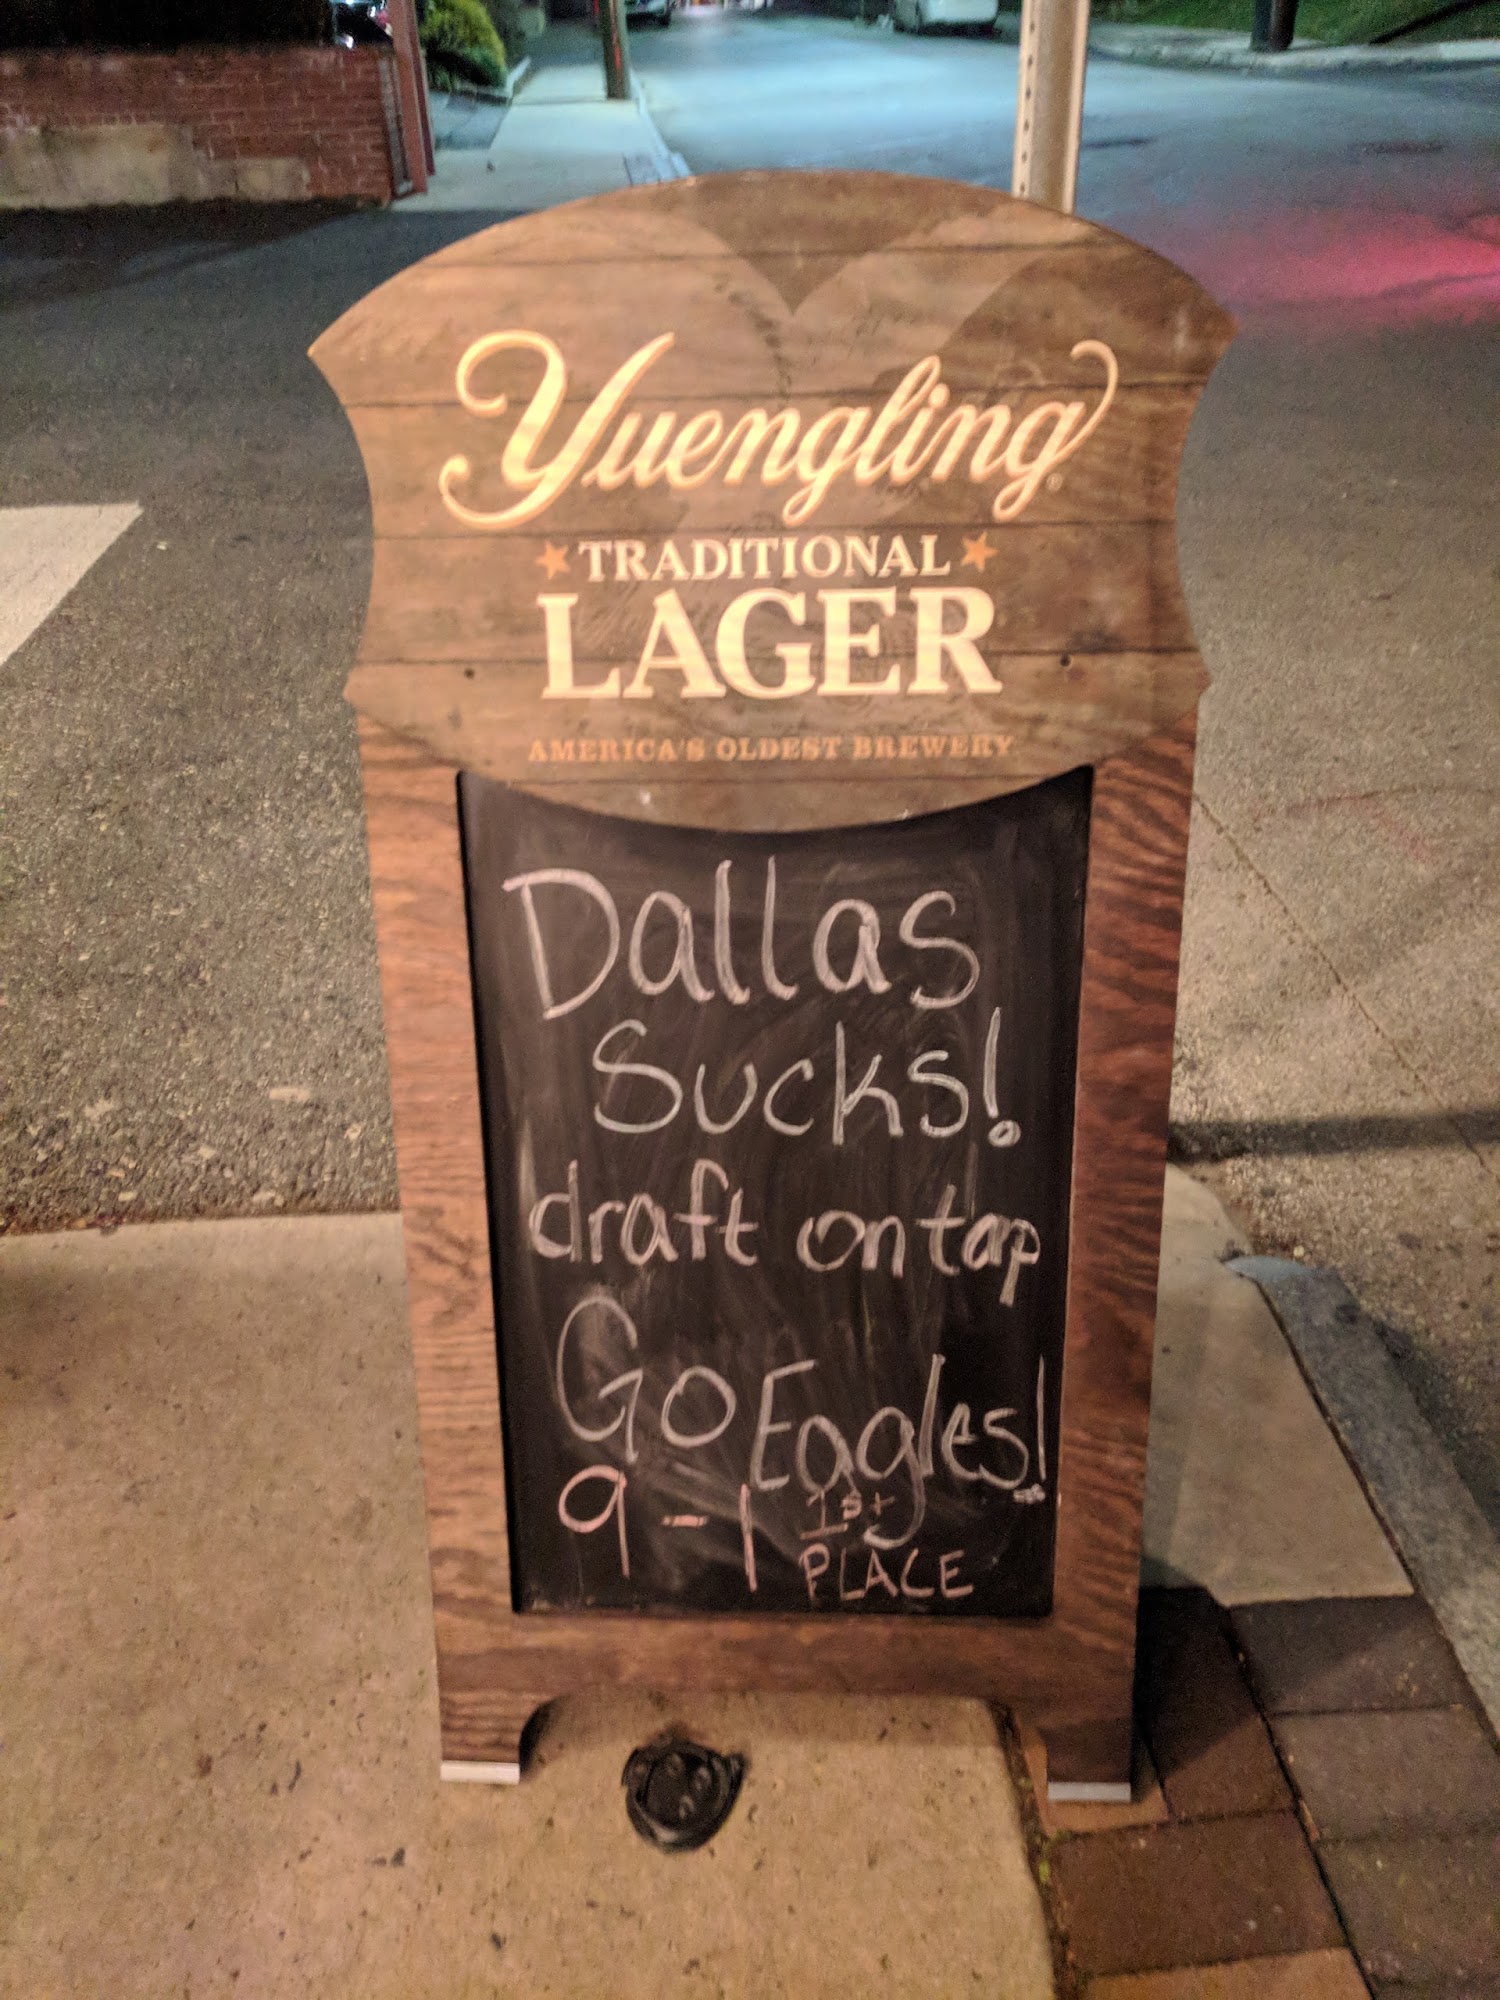 Yuengling®
TRADITIONAL
LAGER
AMERICA'S OLDEST BREWERY
Dallas
Sucks!
draft on tap
Go Eagles!
9-1 1st
PLACE